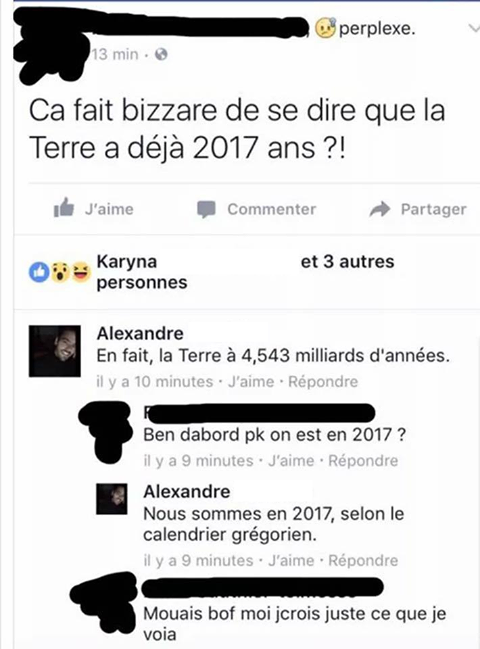 perplexe.
13 min
Ca fait bizzare de se dire que la
Terre a déjà 2017 ans ?!
J'aime Commenter Partager
Karyna et 3 autres
personnes
Alexandre
En fait, la Terre à 4,543 milliards d'années.
il y a 10 minutes · J'aime · Répondre
Ben dabord pk on est en 2017 ?
il y a 9 minutes · J'aime · Répondre
Alexandre
Nous sommes en 2017, selon le
calendrier grégorien.
il y a 9 minutes · J'aime · Répondre
Mouais bof moi jcrois juste ce que je
voia